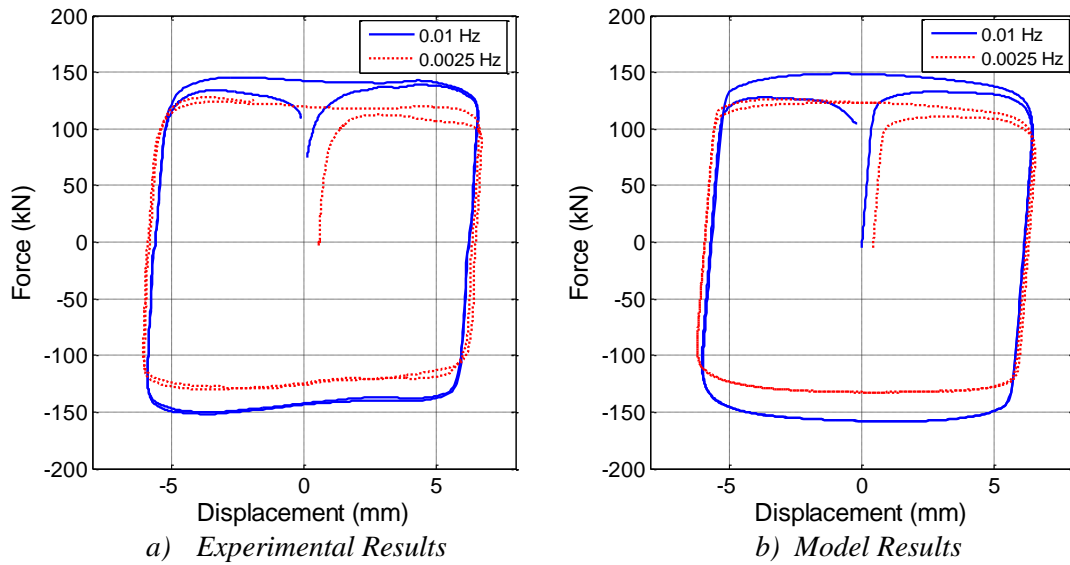 200
150
100
50
0
-50
-100
-150
-200
Force (kN)
-5
0
5
Displacement (mm)
0.01 Hz
0.0025 Hz
a) Experimental Results
200
150
100
50
0
-50
-100
-150
-200
Force (kN)
-5
0
5
Displacement (mm)
0.01 Hz
0.0025 Hz
b) Model Results